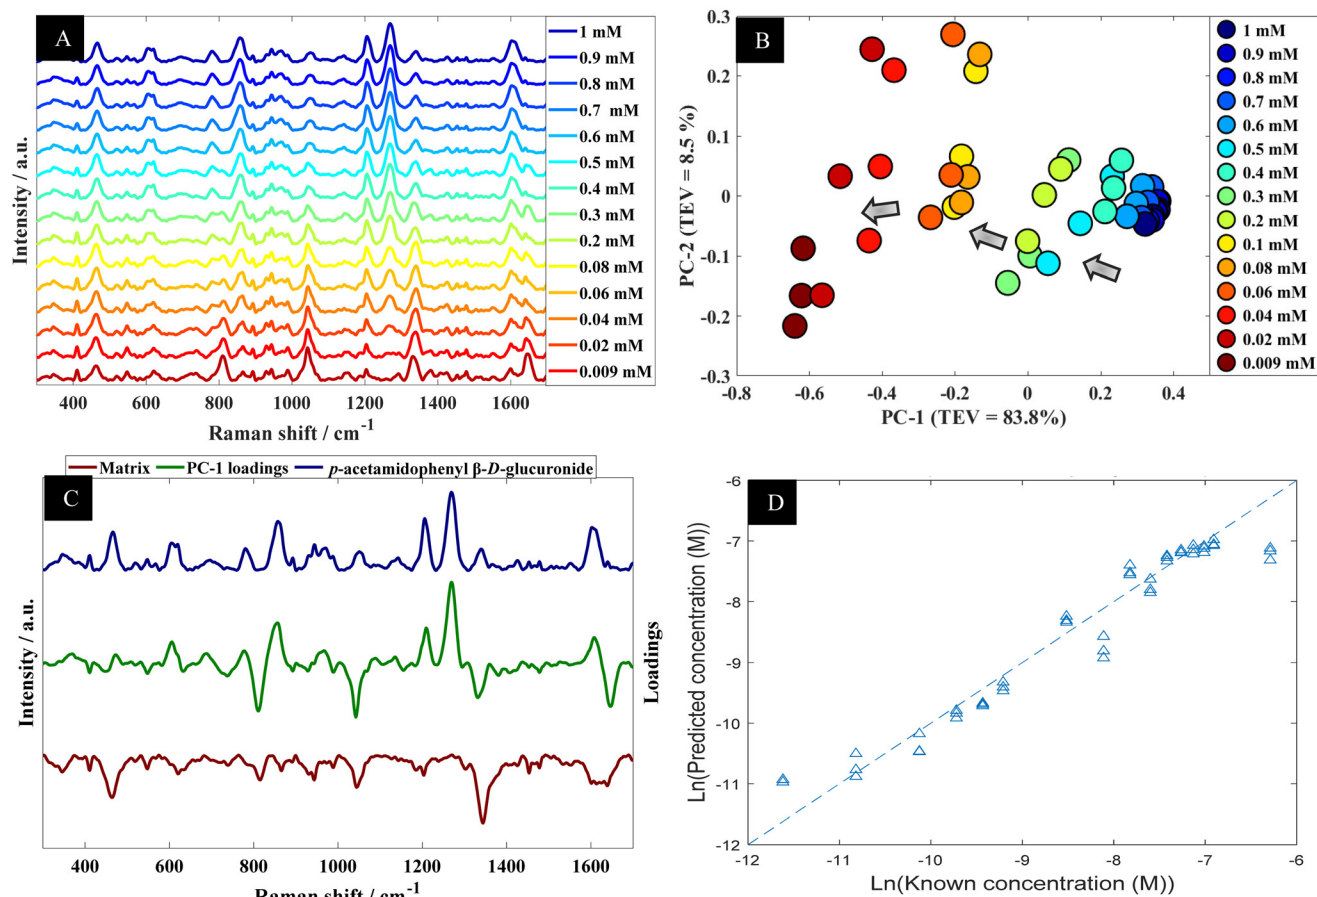 A
Intensity / a.u.
1 mM
0.9 mM
0.8 mM
0.7 mM
0.6 mM
0.5 mM
0.4 mM
0.3 mM
0.2 mM
0.08 mM
0.06 mM
0.04 mM
0.02 mM
0.009 mM
400 600 800 1000 1200 1400 1600
Raman shift / cm-1
B
PC-2 (TEV = 8.5 %)
0.3
0.2
0.1
0
-0.1
-0.2
-0.3
-0.8 -0.6 -0.4 -0.2 0 0.2 0.4
PC-1 (TEV = 83.8%)
1 mM
0.9 mM
0.8 mM
0.7 mM
0.6 mM
0.5 mM
0.4 mM
0.3 mM
0.2 mM
0.1 mM
0.08 mM
0.06 mM
0.04 mM
0.02 mM
0.009 mM
Matrix PC-1 loadings p-acetamidophenyl β-D-glucuronide
C
Intensity / a.u.
Loadings
400 600 800 1000 1200 1400 1600
Raman shift / cm-1
D
Ln(Predicted concentration (M))
-6
-7
-8
-9
-10
-11
-12
-12 -11 -10 -9 -8 -7 -6
Ln(Known concentration (M))